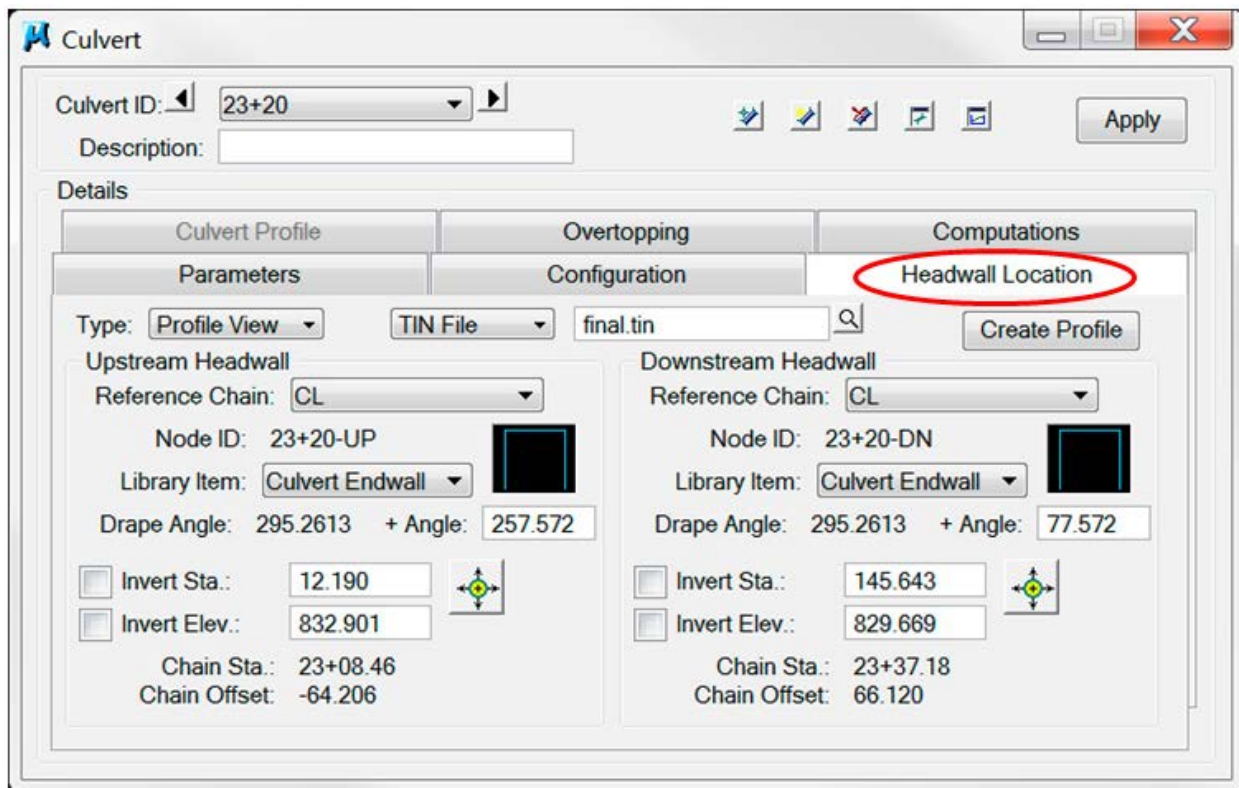 Culvert
Culvert ID: 23+20
Apply
Description:
Details
Culvert Profile Overtopping Computations
Parameters Configuration Headwall Location
Type: Profile View TIN File final.tin Create Profile
Upstream Headwall
Reference Chain: CL
Node ID: 23+20-UP
Library Item: Culvert Endwall
Drape Angle: 295.2613 + Angle: 257.572
Invert Sta.: 12.190
Invert Elev.: 832.901
Chain Sta.: 23+08.46
Chain Offset: -64.206
Downstream Headwall
Reference Chain: CL
Node ID: 23+20-DN
Library Item: Culvert Endwall
Drape Angle: 295.2613 + Angle: 77.572
Invert Sta.: 145.643
Invert Elev.: 829.669
Chain Sta.: 23+37.18
Chain Offset: 66.120